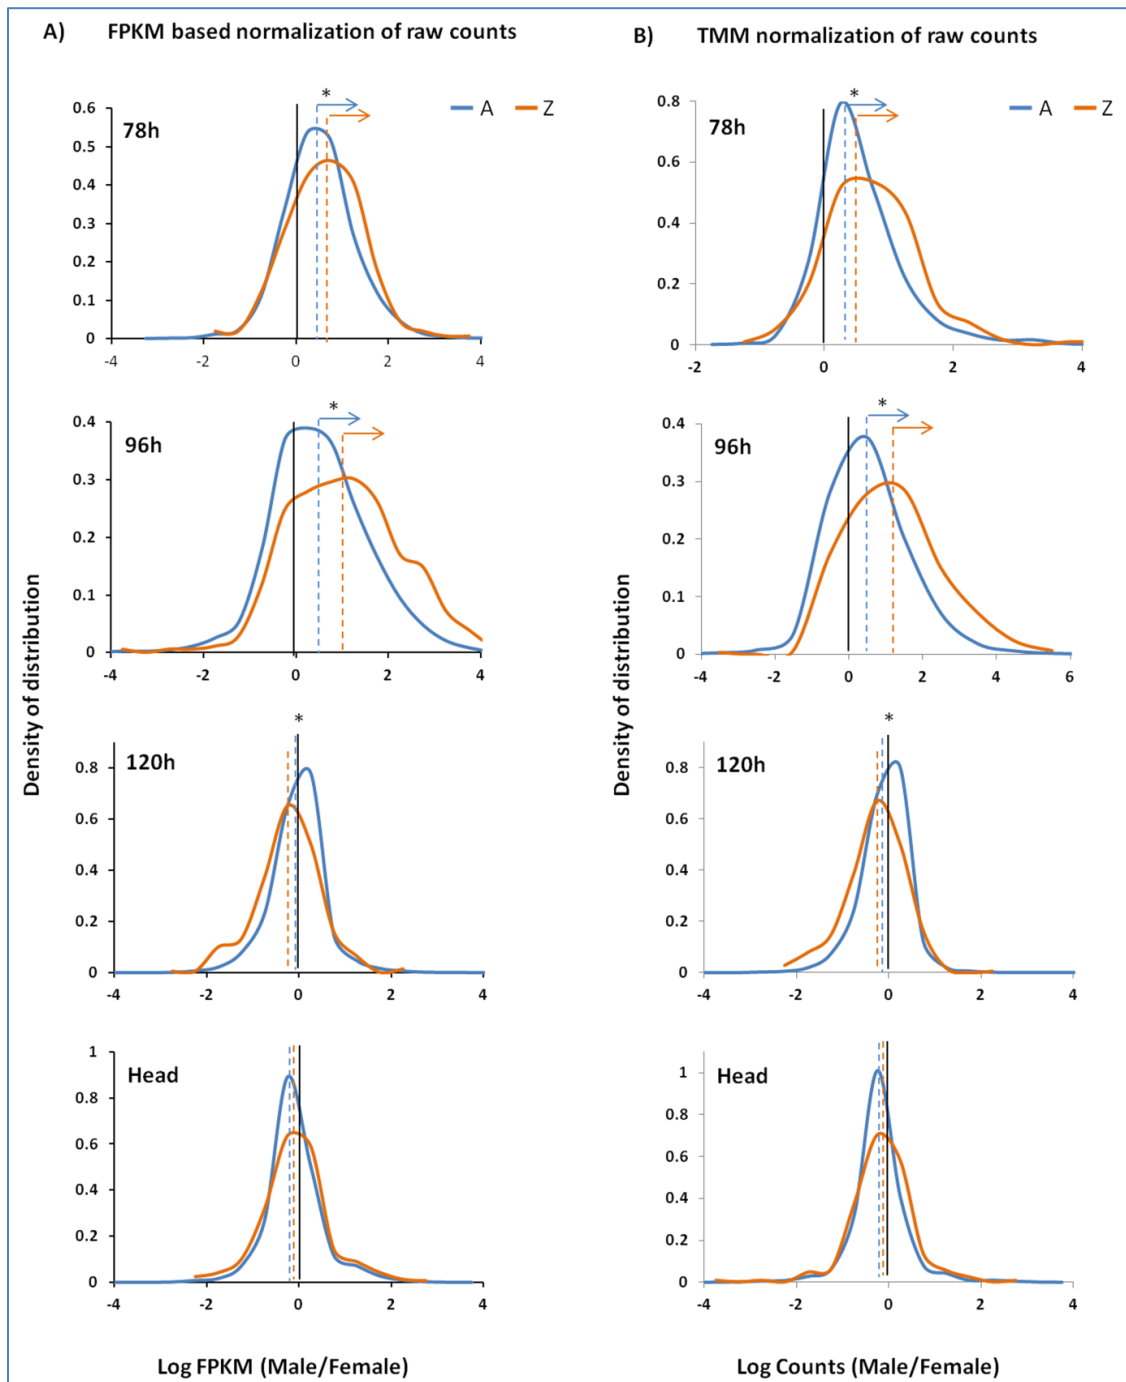 A) FPKM based normalization of raw counts
B) TMM normalization of raw counts
*
A Z
78h
0.6
0.5
0.4
0.3
0.2
0.1
0
-4 -2 0 2 4
*
A Z
78h
0.8
0.6
0.4
0.2
0
-2 0 2 4
*
96h
0.4
0.3
0.2
0.1
0
-4 -2 0 2 4
*
96h
0.4
0.3
0.2
0.1
0
-4 -2 0 2 4 6
Density of distribution
Density of distribution
*
120h
0.8
0.6
0.4
0.2
0
-4 -2 0 2 4
*
120h
0.8
0.6
0.4
0.2
0
-4 -2 0 2 4
Head
1
0.8
0.6
0.4
0.2
0
-4 -2 0 2 4
Head
1
0.8
0.6
0.4
0.2
0
-4 -2 0 2 4
Log FPKM (Male/Female)
Log Counts (Male/Female)